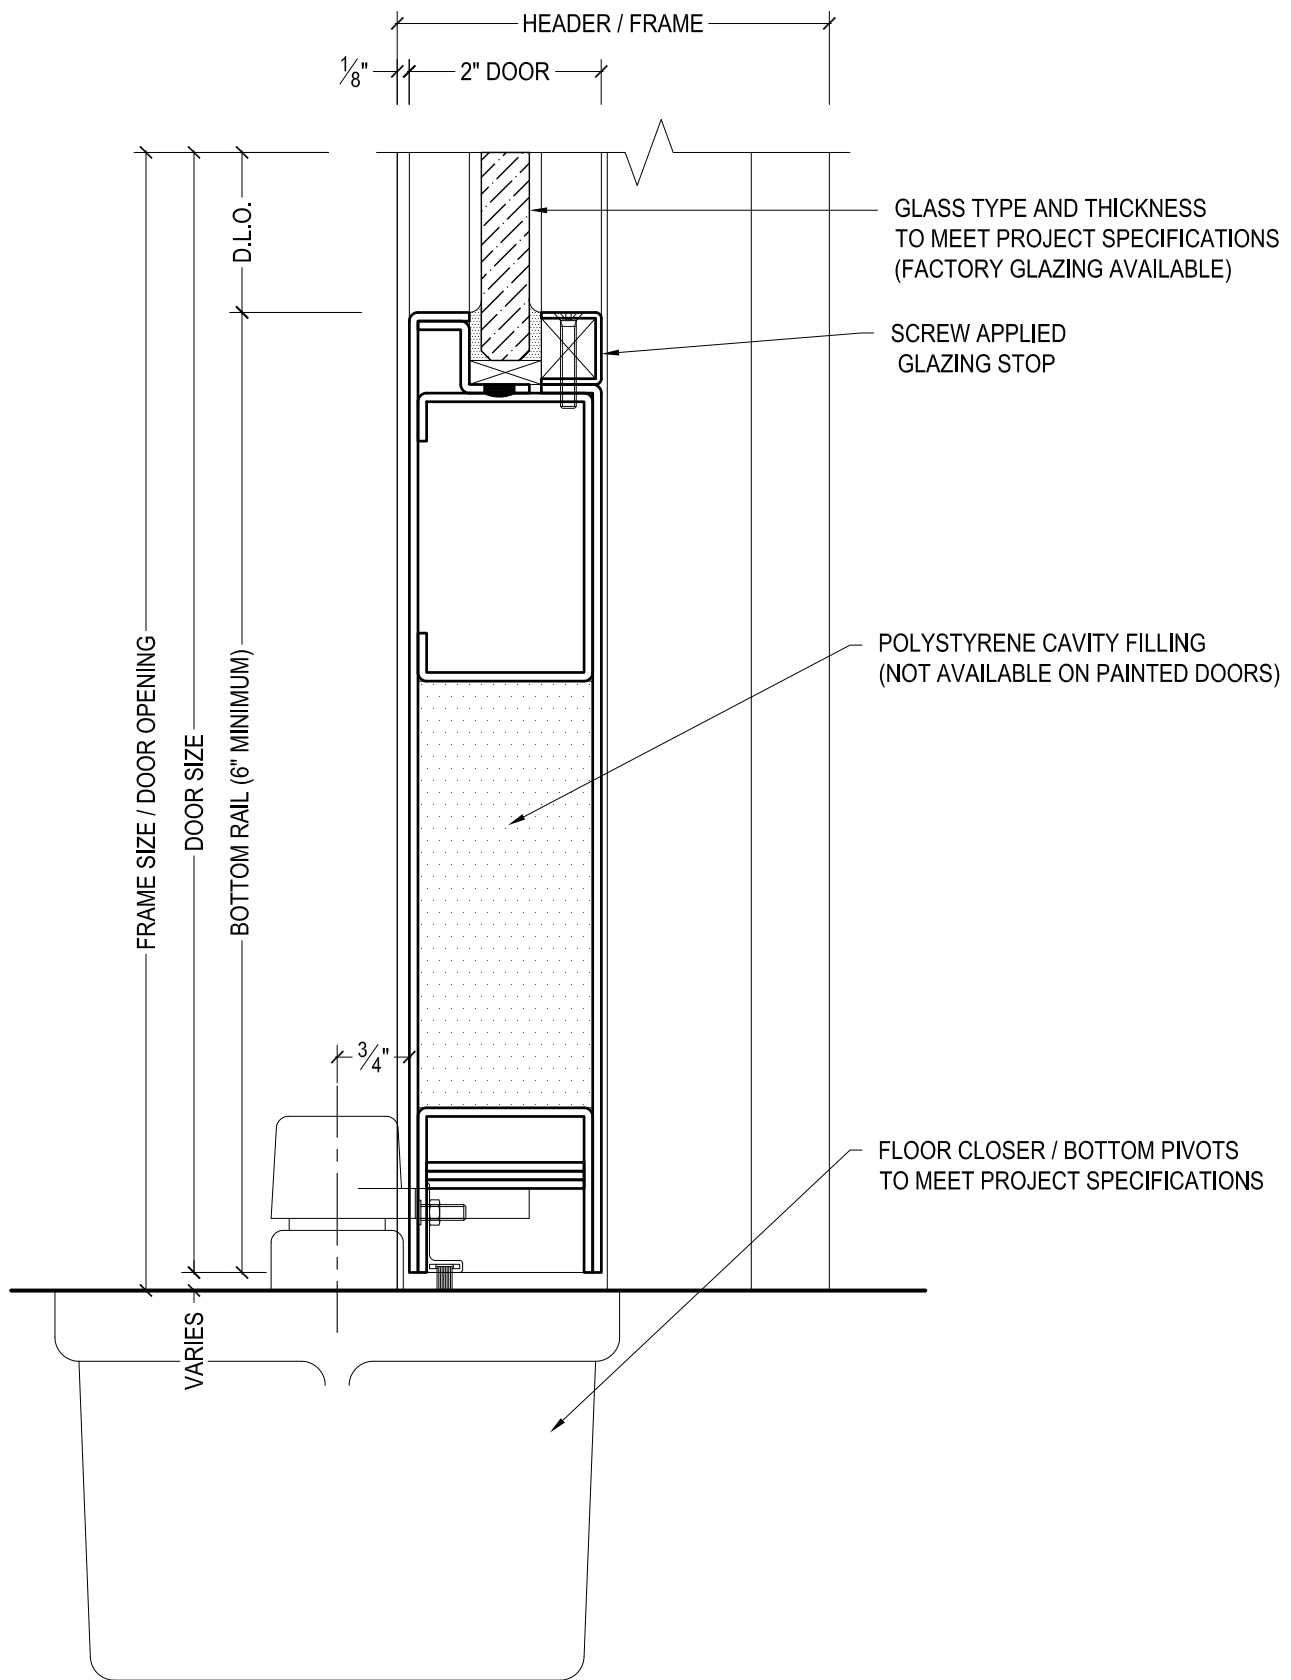 HEADER / FRAME
1/8"
2" DOOR
D.L.O.
GLASS TYPE AND THICKNESS
TO MEET PROJECT SPECIFICATIONS
(FACTORY GLAZING AVAILABLE)
SCREW APPLIED
GLAZING STOP
FRAME SIZE / DOOR OPENING
DOOR SIZE
BOTTOM RAIL (6" MINIMUM)
POLYSTYRENE CAVITY FILLING
(NOT AVAILABLE ON PAINTED DOORS)
3/4"
FLOOR CLOSER / BOTTOM PIVOTS
TO MEET PROJECT SPECIFICATIONS
VARIES